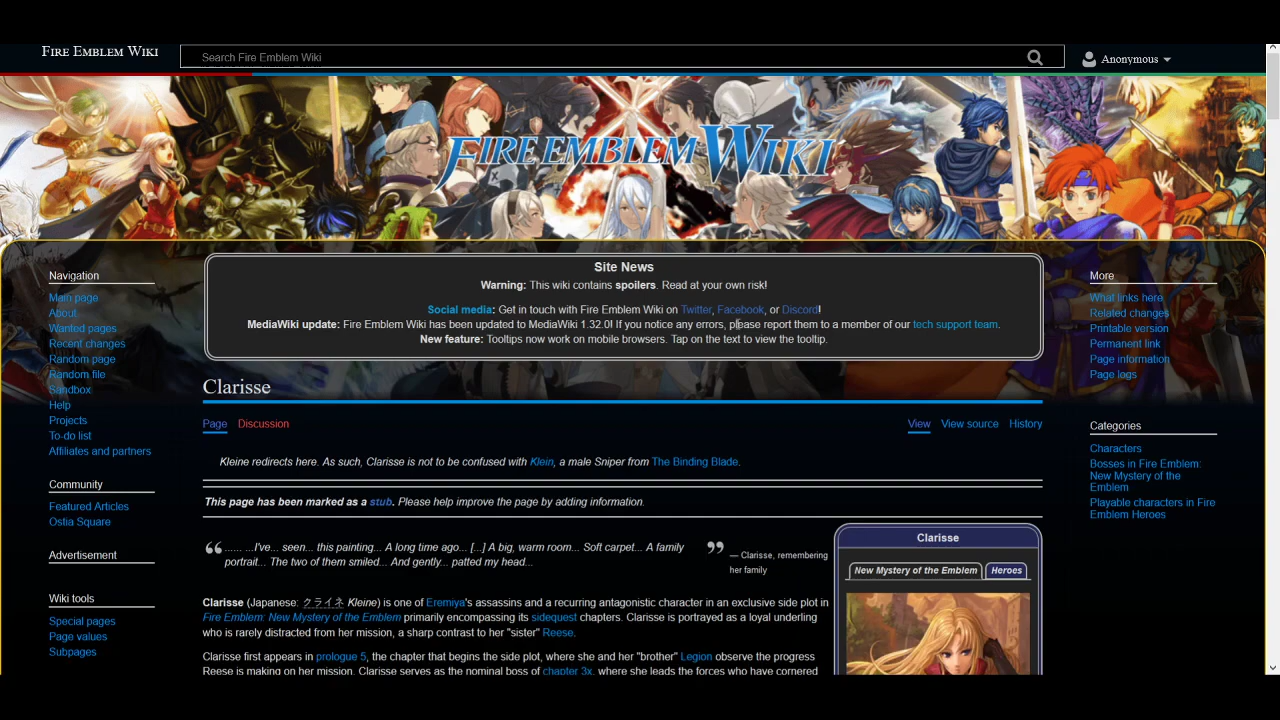 FIRE EMBLEM WIKI
Search Fire Emblem Wiki
Anonymous
FIRE EMBLEM WIKI
Navigation
Main page
About
Wanted pages
Recent changes
Random page
Random file
Sandbox
Help
Projects
To-do list
Affiliates and partners
Community
Featured Articles
Ostia Square
Advertisement
Wiki tools
Special pages
Page values
Subpages
Site News
Warning: This wiki contains spoilers. Read at your own risk!
Social media: Get in touch with Fire Emblem Wiki on Twitter, Facebook, or Discord!
MediaWiki update: Fire Emblem Wiki has been updated to MediaWiki 1.32.0! If you notice any errors, please report them to a member of our tech support team.
New feature: Tooltips now work on mobile browsers. Tap on the text to view the tooltip.
Clarisse
Page Discussion View View source History
Kleine redirects here. As such, Clarisse is not to be confused with Klein, a male Sniper from The Binding Blade.
This page has been marked as a stub. Please help improve the page by adding information.
“ ...... ...I've... seen... this painting... A long time ago... [...] A big, warm room... Soft carpet... A family
portrait... The two of them smiled... And gently... patted my head... ”
— Clarisse, remembering
her family
Clarisse (Japanese: クライネ Kleine) is one of Eremiya's assassins and a recurring antagonistic character in an exclusive side plot in
Fire Emblem: New Mystery of the Emblem primarily encompassing its sidequest chapters. Clarisse is portrayed as a loyal underling
who is rarely distracted from her mission, a sharp contrast to her "sister" Reese.
Clarisse first appears in prologue 5, the chapter that begins the side plot, where she and her "brother" Legion observe the progress
Reese is making on her mission. Clarisse serves as the nominal boss of chapter 3x, where she leads the forces who have cornered
Clarisse
New Mystery of the Emblem
Heroes
More
What links here
Related changes
Printable version
Permanent link
Page information
Page logs
Categories
Characters
Bosses in Fire Emblem:
New Mystery of the
Emblem
Playable characters in Fire
Emblem Heroes